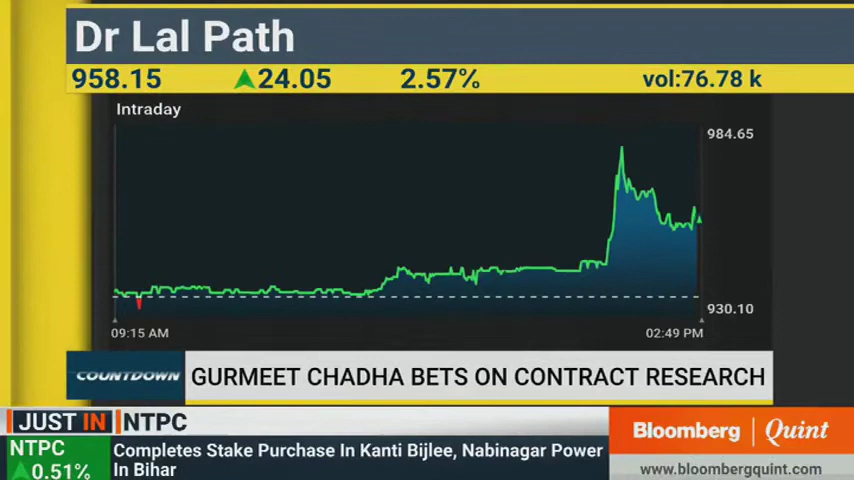 Dr Lal Path
958.15 ▲24.05 2.57% vol:76.78 k
Intraday
984.65
930.10
09:15 AM 02:49 PM
COUNTDOWN
GURMEET CHADHA BETS ON CONTRACT RESEARCH
JUST IN NTPC
NTPC
▲0.51%
Completes Stake Purchase In Kanti Bijlee, Nabinagar Power
In Bihar
Bloomberg | Quint
www.bloombergquint.com